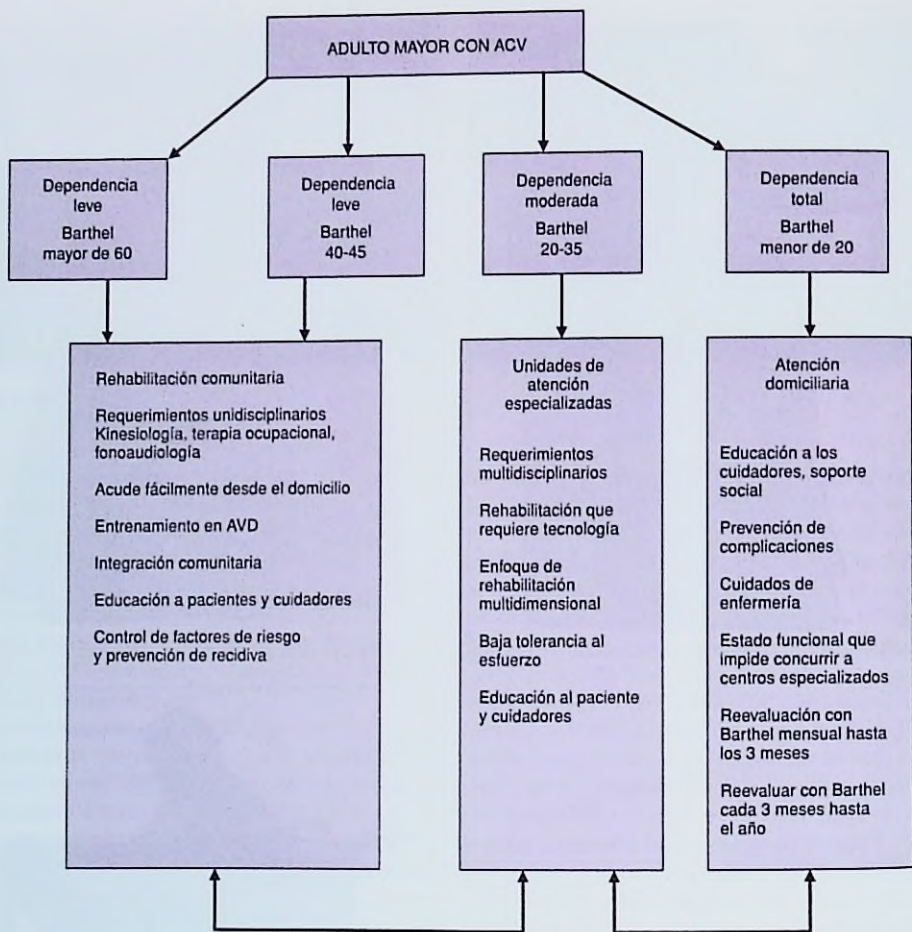 ADULTO MAYOR CON ACV
Dependencia
leve
Barthel
mayor de 60
Dependencia
leve
Barthel
40-45
Dependencia
moderada
Barthel
20-35
Dependencia
total
Barthel
menor de 20
Rehabilitación comunitaria
Requerimientos unidisciplinarios
Kinesiología, terapia ocupacional,
fonoaudiología
Acude fácilmente desde el domicilio
Entrenamiento en AVD
Integración comunitaria
Educación a pacientes y cuidadores
Control de factores de riesgo
y prevención de recidiva
Unidades de
atención
especializadas
Requerimientos
multidisciplinarios
Rehabilitación que
requiere tecnología
Enfoque de
rehabilitación
multidimensional
Baja tolerancia al
esfuerzo
Educación al paciente
y cuidadores
Atención
domiciliaria
Educación a los
cuidadores, soporte
social
Prevención de
complicaciones
Cuidados de
enfermería
Estado funcional que
impide concurrir a
centros especializados
Reevaluación con
Barthel mensual hasta
los 3 meses
Reevaluar con Barthel
cada 3 meses hasta
el año